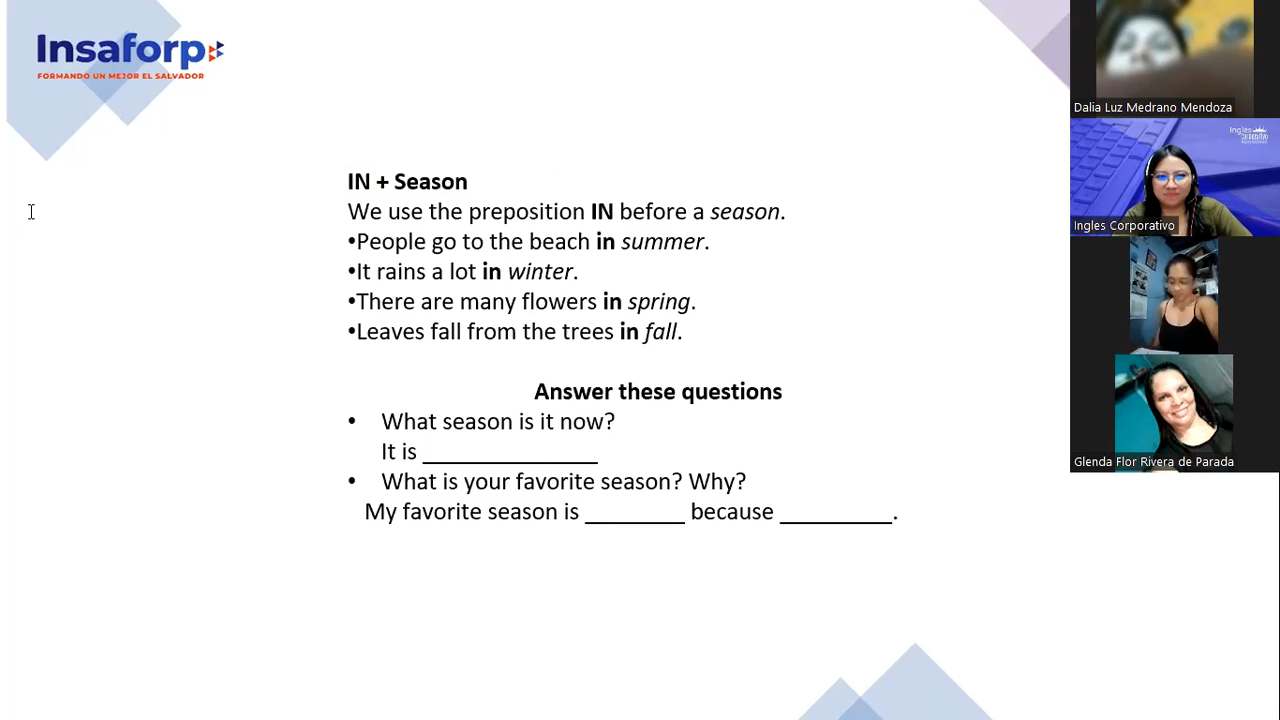 Insaforp
FORMANDO UN MEJOR EL SALVADOR
IN + Season
We use the preposition IN before a season.
•People go to the beach in summer.
•It rains a lot in winter.
•There are many flowers in spring.
•Leaves fall from the trees in fall.
Answer these questions
• What season is it now?
It is _______________
• What is your favorite season? Why?
My favorite season is ________ because _________.
Dalia Luz Medrano Mendoza
Ingles
Ingles Corporativo
Glenda Flor Rivera de Parada